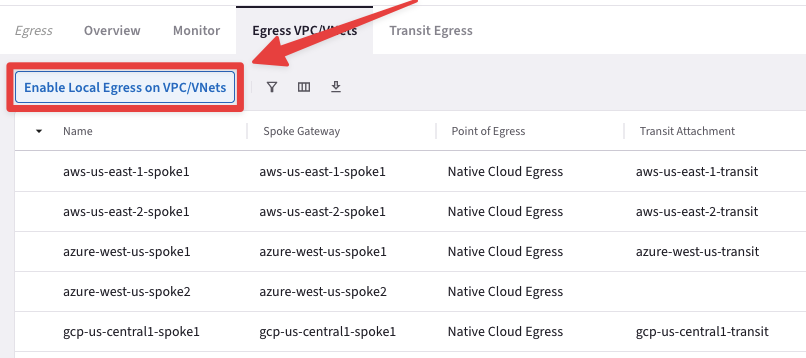 Egress Overview Monitor Egress VPC/VNets Transit Egress
Enable Local Egress on VPC/VNets
Name Spoke Gateway Point of Egress Transit Attachment
aws-us-east-1-spoke1 aws-us-east-1-spoke1 Native Cloud Egress aws-us-east-1-transit
aws-us-east-2-spoke1 aws-us-east-2-spoke1 Native Cloud Egress aws-us-east-2-transit
azure-west-us-spoke1 azure-west-us-spoke1 Native Cloud Egress azure-west-us-transit
azure-west-us-spoke2 azure-west-us-spoke2 Native Cloud Egress
gcp-us-central1-spoke1 gcp-us-central1-spoke1 Native Cloud Egress gcp-us-central1-transit